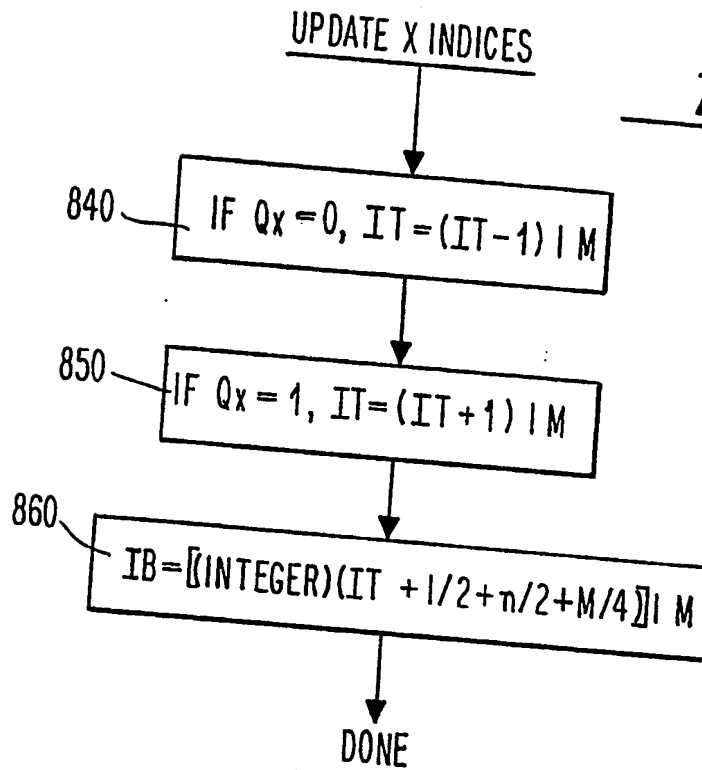 UPDATE X INDICES
840
IF Qx = 0, IT = (IT - 1) | M
850
IF Qx = 1, IT = (IT + 1) | M
860
IB = [(INTEGER)(IT + 1/2 + n/2 + M/4)] | M
DONE